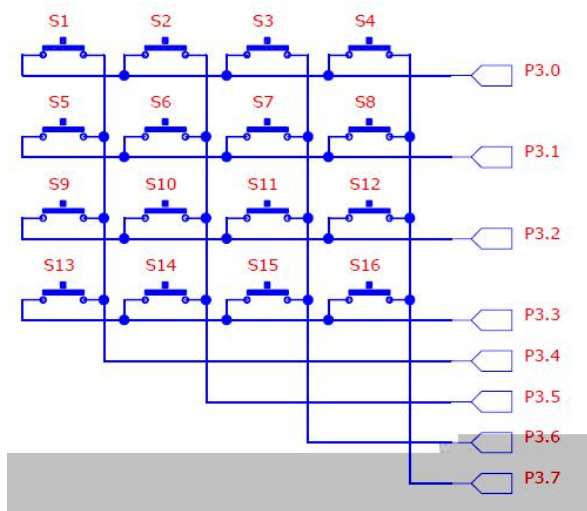 S1 S2 S3 S4
P3.0
S5 S6 S7 S8
P3.1
S9 S10 S11 S12
P3.2
S13 S14 S15 S16
P3.3
P3.4
P3.5
P3.6
P3.7